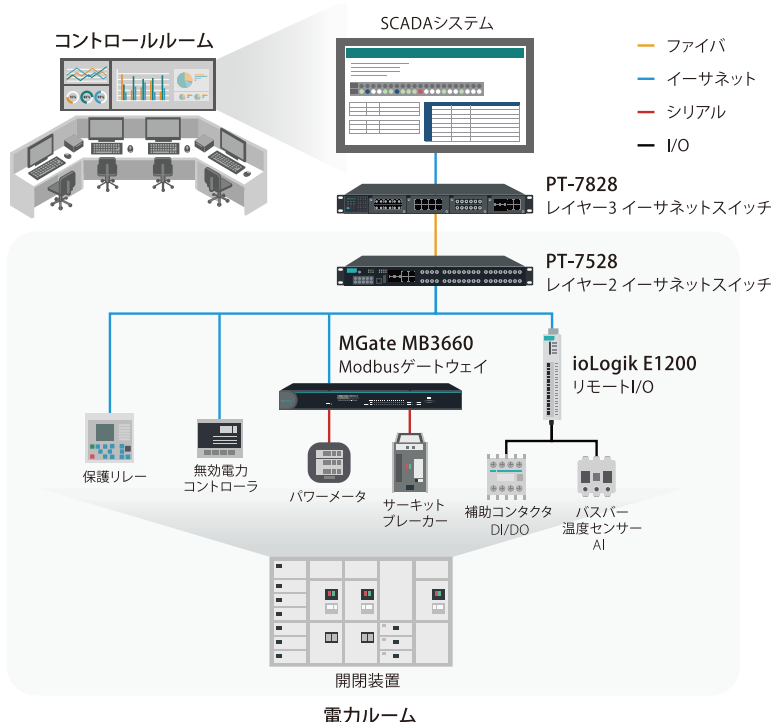 コントロールルーム
SCADAシステム
ファイバ
イーサネット
シリアル
I/O
PT-7828
レイヤー3 イーサネットスイッチ
PT-7528
レイヤー2 イーサネットスイッチ
MGate MB3660
Modbusゲートウェイ
ioLogik E1200
リモートI/O
保護リレー
無効電力
コントローラ
パワーメータ
サーキット
ブレーカー
補助コンタクタ
DI/DO
バスバー
温度センサー
AI
開閉装置
電力ルーム